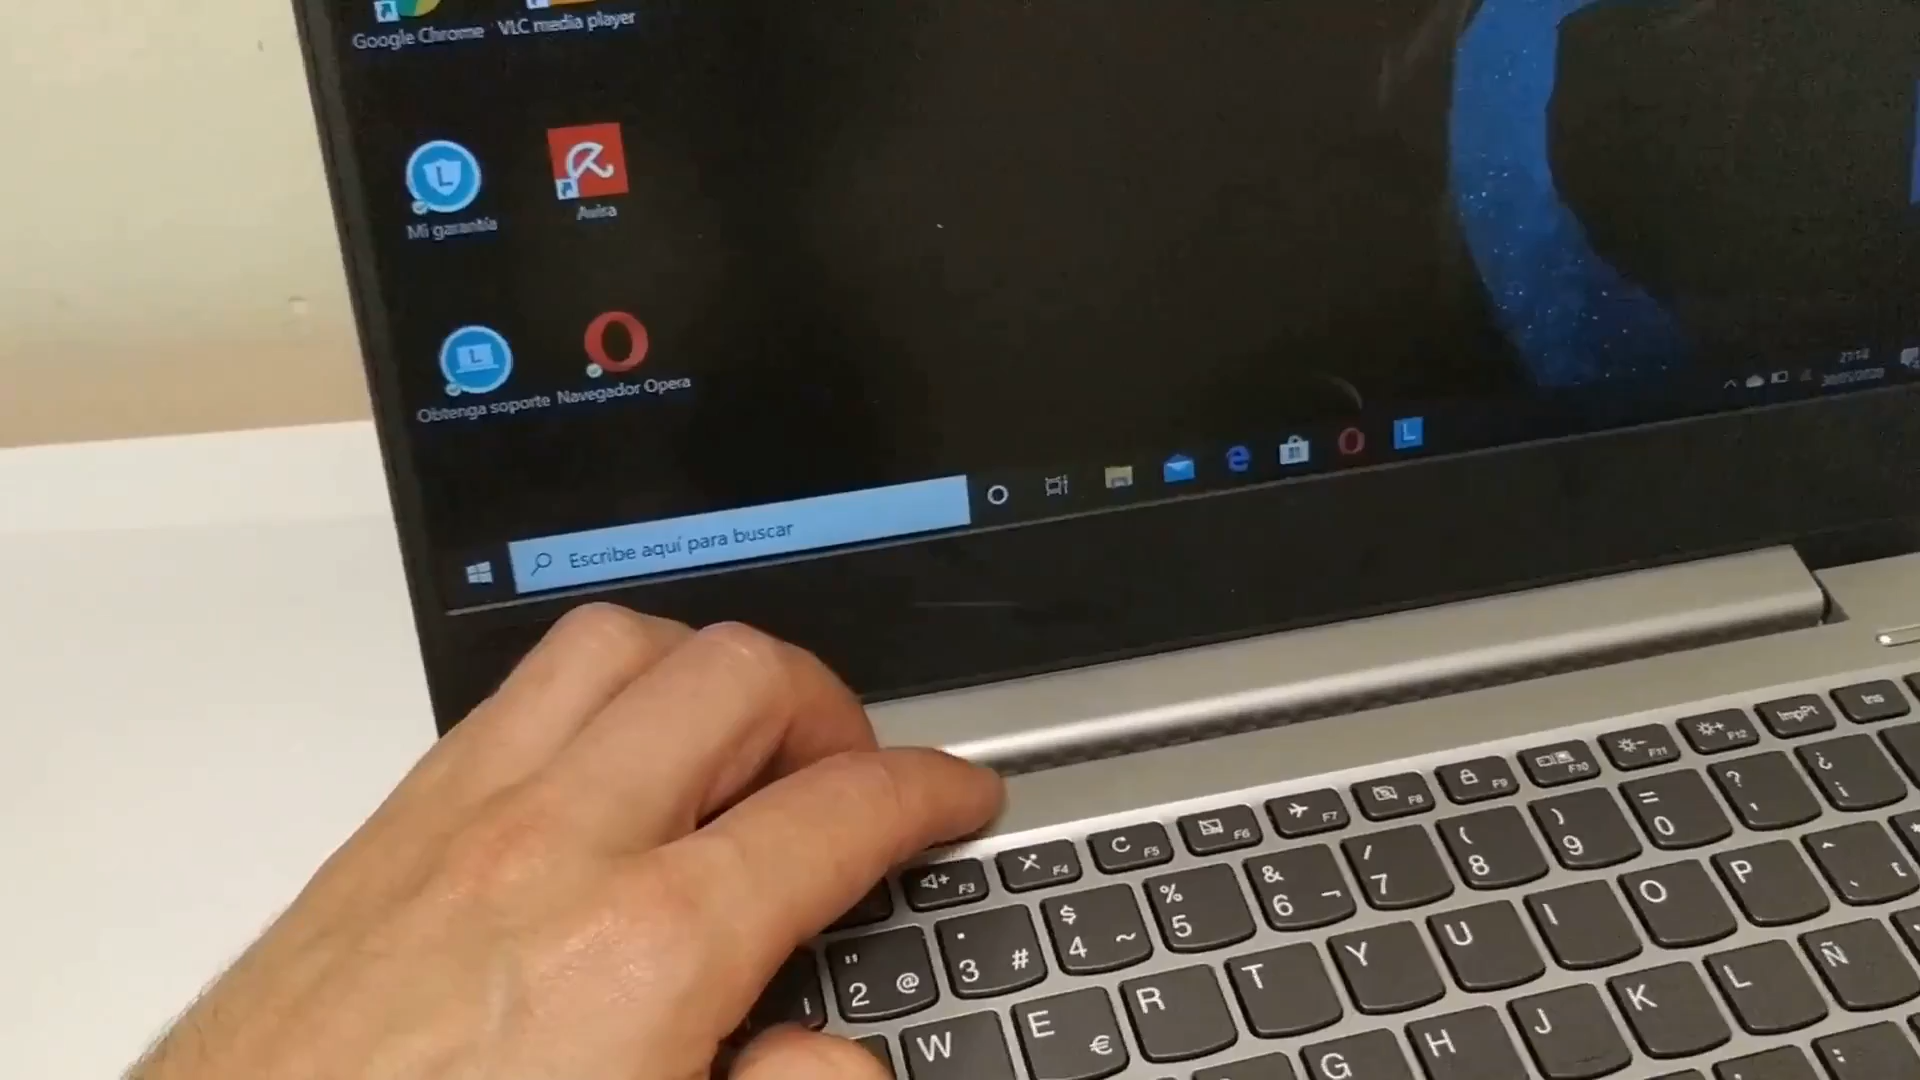 Google Chrome VLC media player
Mi garantía Avira
Obtenga soporte Navegador Opera
Escribe aquí para buscar
L
ImpPt Ins
F3 F4 F5 F6 F7 F8 F9 F10 F11 F12
" 2 @ · 3 # $ 4 ~ % 5 & 6 ¬ / 7 ( 8 ) 9 = 0 ? ' ¿ ¡
W E € R T Y U I O P
G H J K L Ñ